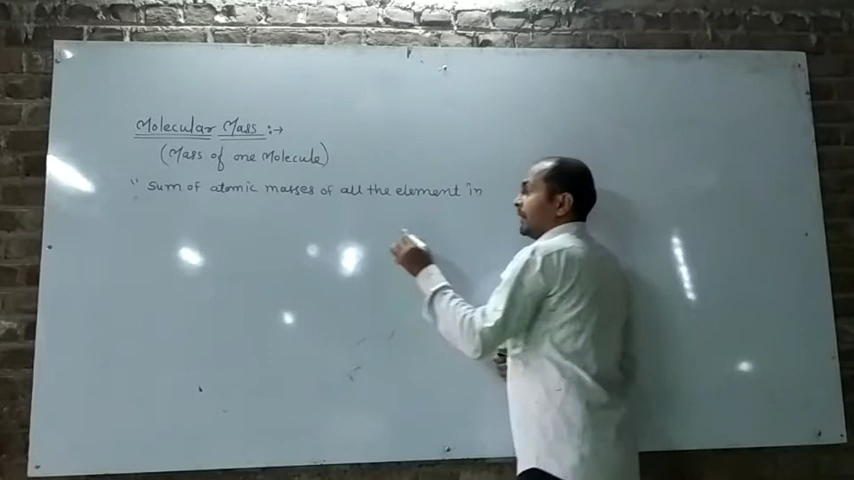 Molecular Mass :→
(Mass of one Molecule)
" Sum of atomic masses of all the element in